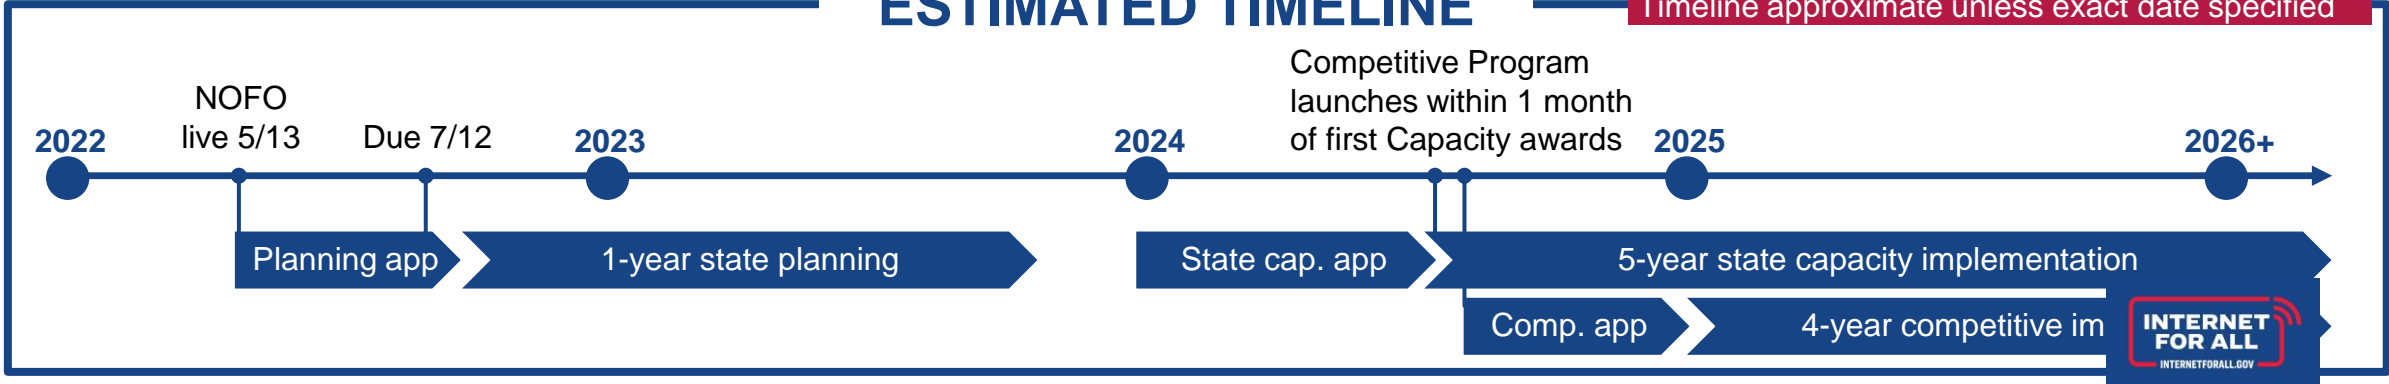 ESTIMATED TIMELINE
Timeline approximate unless exact date specified
2022
NOFO
live 5/13
Due 7/12
2023
2024
Competitive Program
launches within 1 month
of first Capacity awards
2025
2026+
Planning app
1-year state planning
State cap. app
5-year state capacity implementation
Comp. app
4-year competitive im
INTERNET
FOR ALL
INTERNETFORALL.GOV